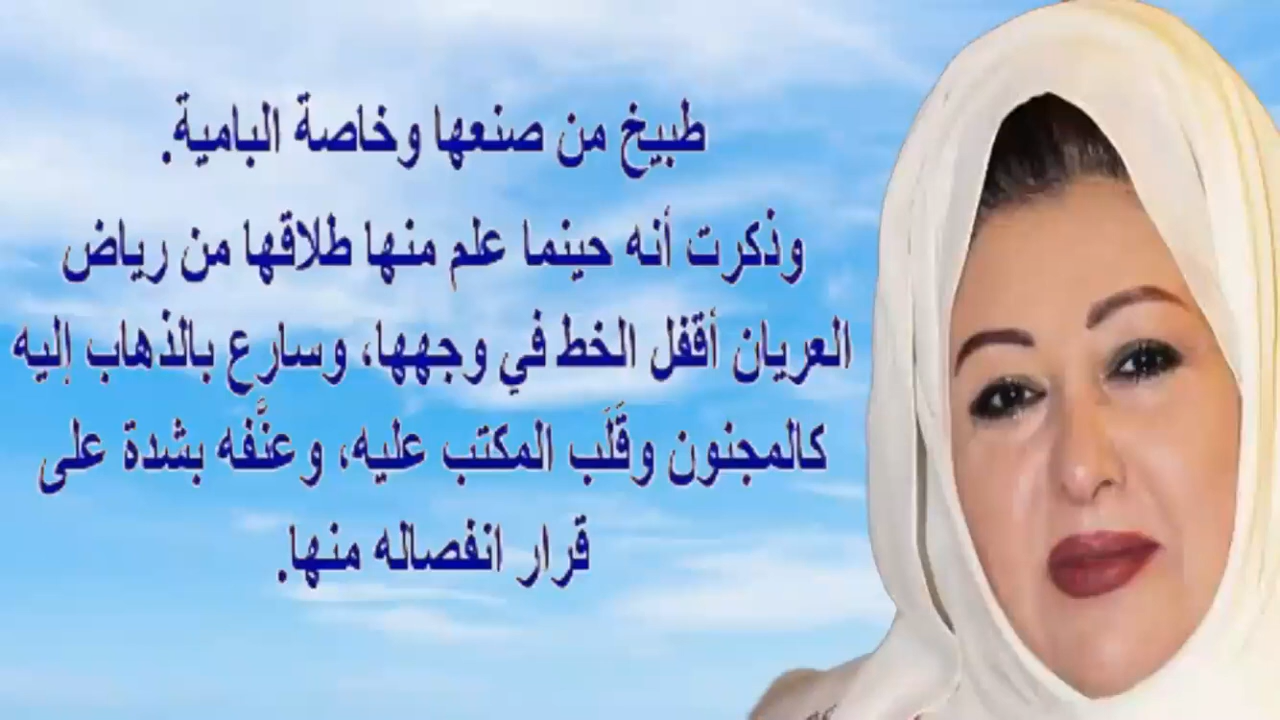 طبيخ من صنعها وخاصة البامية.
وذكرت أنه حينما علم منها طلاقها من رياض
العريان أقفل الخط في وجهها، وسارع بالذهاب إليه
كالمجنون وقَلَب المكتب عليه، وعنَّفه بشدة على
قرار انفصاله منها.